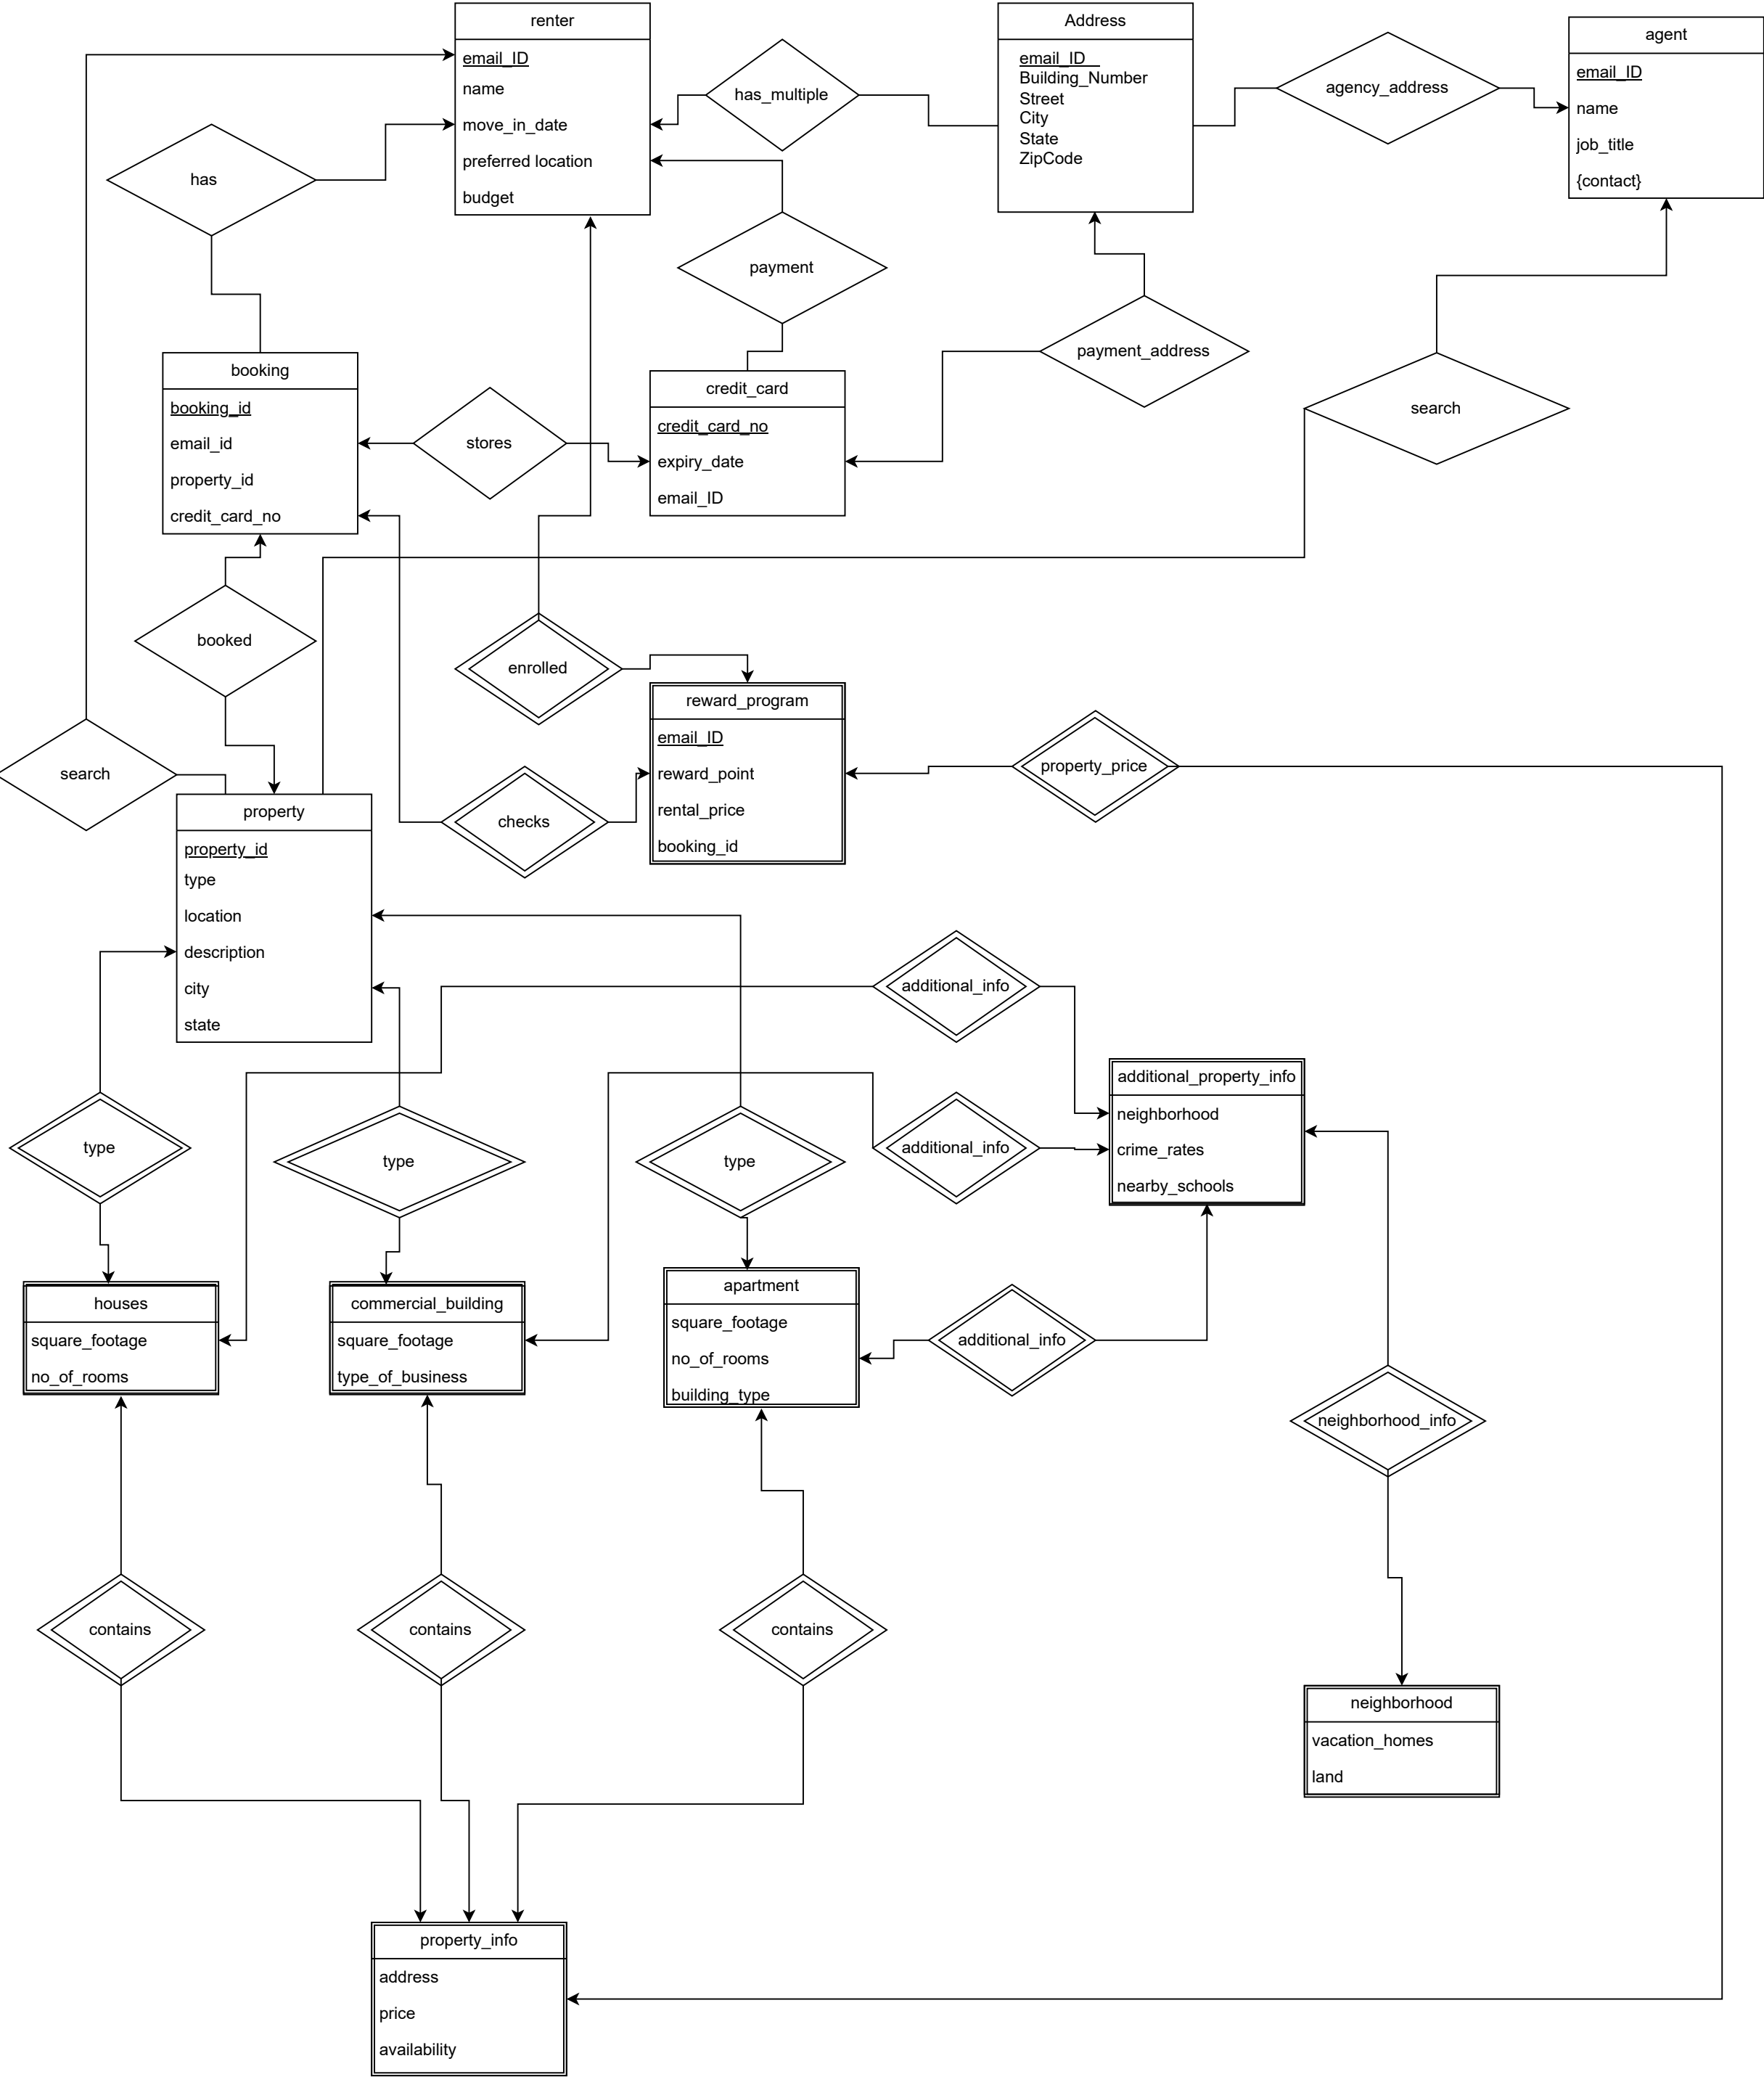 renter
email_ID
name
move_in_date
preferred location
budget
has_multiple
Address
email_ID
Building_Number
Street
City
State
ZipCode
agency_address
agent
email_ID
name
job_title
{contact}
has
payment
payment_address
search
booking
booking_id
email_id
property_id
credit_card_no
stores
credit_card
credit_card_no
expiry_date
email_ID
booked
enrolled
search
reward_program
email_ID
reward_point
rental_price
booking_id
property_price
checks
property
property_id
type
location
description
city
state
additional_info
additional_info
additional_property_info
neighborhood
crime_rates
nearby_schools
type
type
type
houses
square_footage
no_of_rooms
commercial_building
square_footage
type_of_business
apartment
square_footage
no_of_rooms
building_type
additional_info
neighborhood_info
contains
contains
contains
neighborhood
vacation_homes
land
property_info
address
price
availability